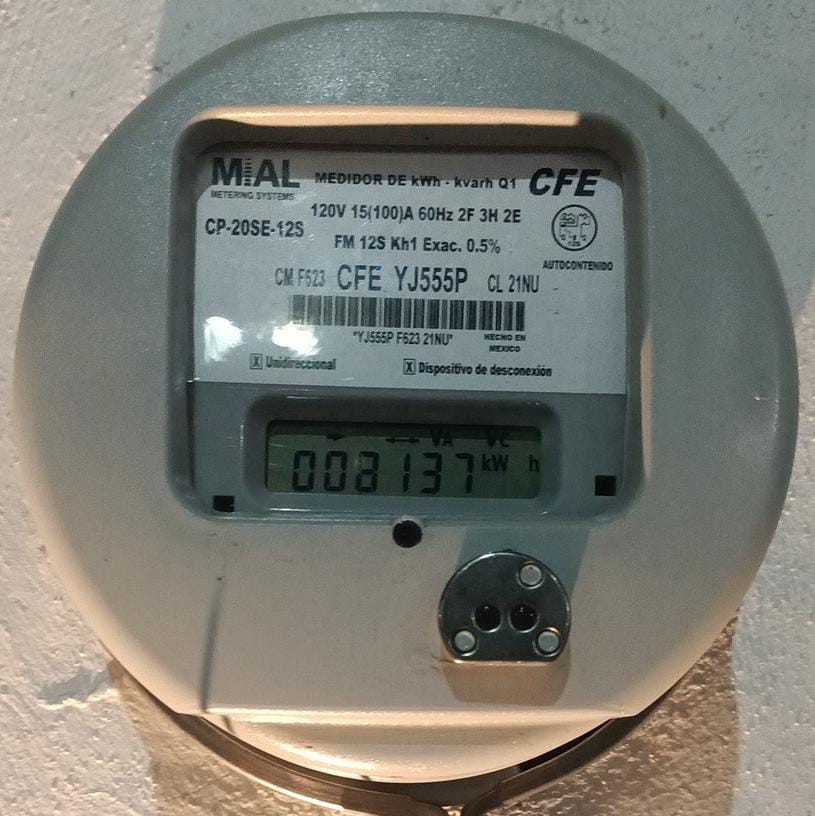 MIAL
METERING SYSTEMS
MEDIDOR DE kWh - kvarh Q1
CFE
CP-20SE-12S
120V 15(100)A 60Hz 2F 3H 2E
FM 12S Kh1 Exac. 0.5%
AUTOCONTENIDO
CM F623 CFE YJ555P CL 21NU
"YJ555P F623 21NU"
HECHO EN
MEXICO
X Unidireccional
X Dispositivo de desconexión
VA VC
008137 kW h